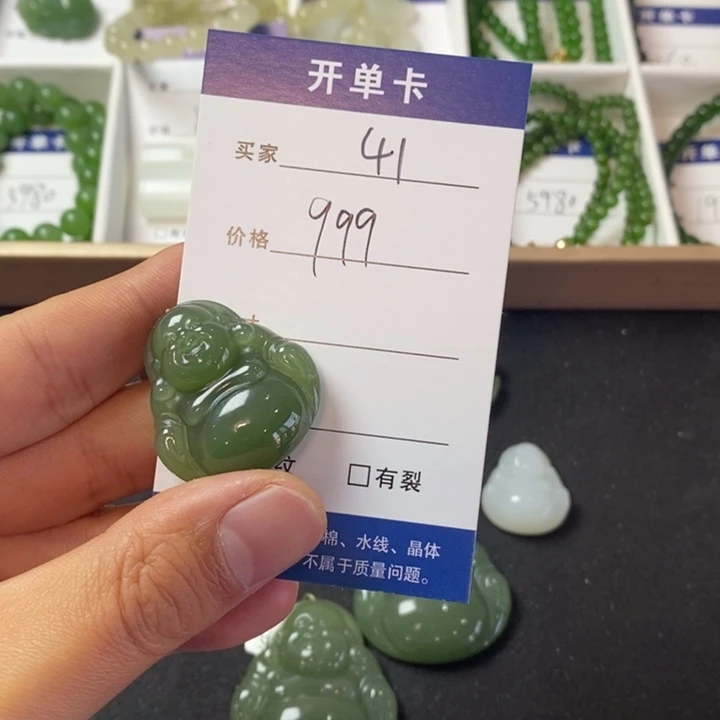 开单卡
买家 41
价格 999
寸
纹 □有裂
棉、水线、晶体
不属于质量问题。
5980
5980